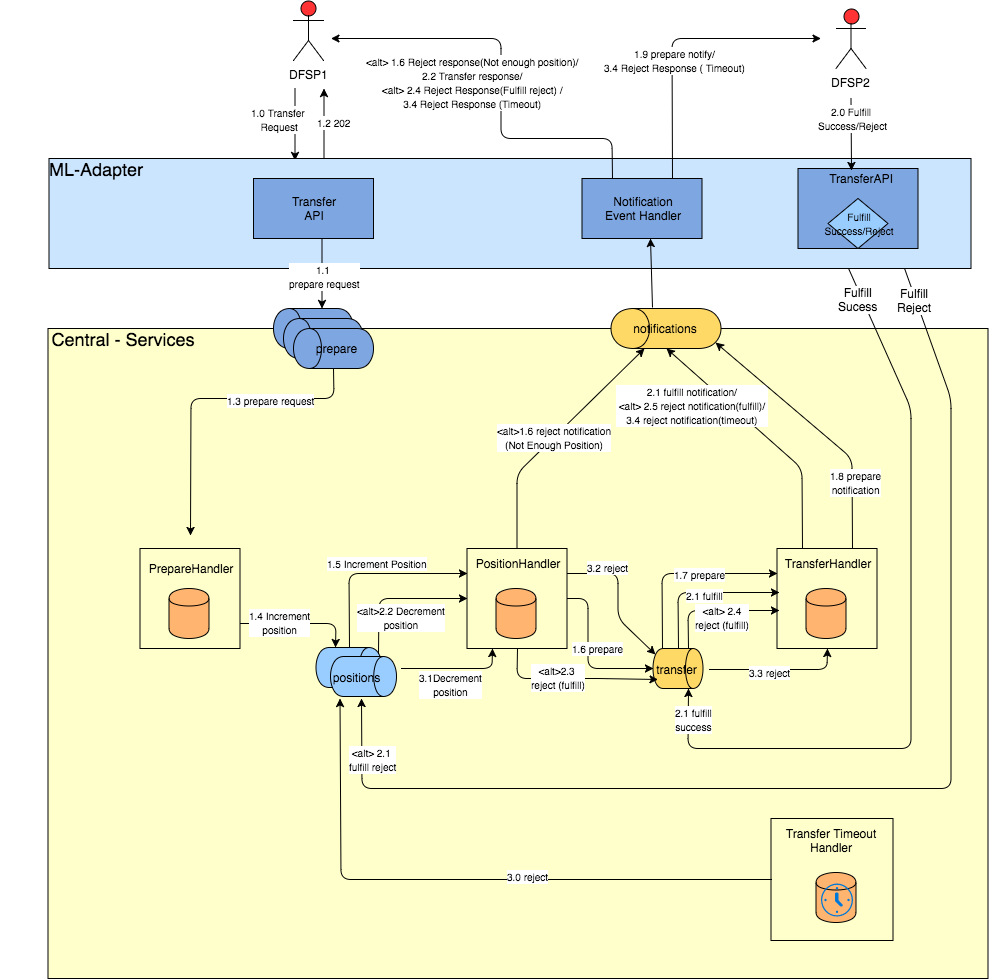 DFSP1
DFSP2
<alt> 1.6 Reject response(Not enough position)/
2.2 Transfer response/
<alt> 2.4 Reject Response(Fulfill reject) /
3.4 Reject Response (Timeout)
1.9 prepare notify/
3.4 Reject Response ( Timeout)
1.0 Transfer
Request
1.2 202
2.0 Fulfill
Success/Reject
ML-Adapter
Transfer
API
Notification
Event Handler
TransferAPI
Fulfill
Success/Reject
1.1
prepare request
Fulfill
Sucess
Fulfill
Reject
Central - Services
prepare
notifications
1.3 prepare request
2.1 fulfill notification/
<alt> 2.5 reject notification(fulfill)/
3.4 reject notification(timeout)
<alt>1.6 reject notification
(Not Enough Position)
1.8 prepare
notification
PrepareHandler
1.5 Increment Position
PositionHandler
3.2 reject
1.7 prepare
TransferHandler
2.1 fulfill
<alt>2.2 Decrement
position
<alt> 2.4
reject (fulfill)
1.4 Increment
position
1.6 prepare
positions
3.1Decrement
position
<alt>2.3
reject (fulfill)
transfer
3.3 reject
2.1 fulfill
success
<alt> 2.1
fulfill reject
Transfer Timeout
Handler
3.0 reject